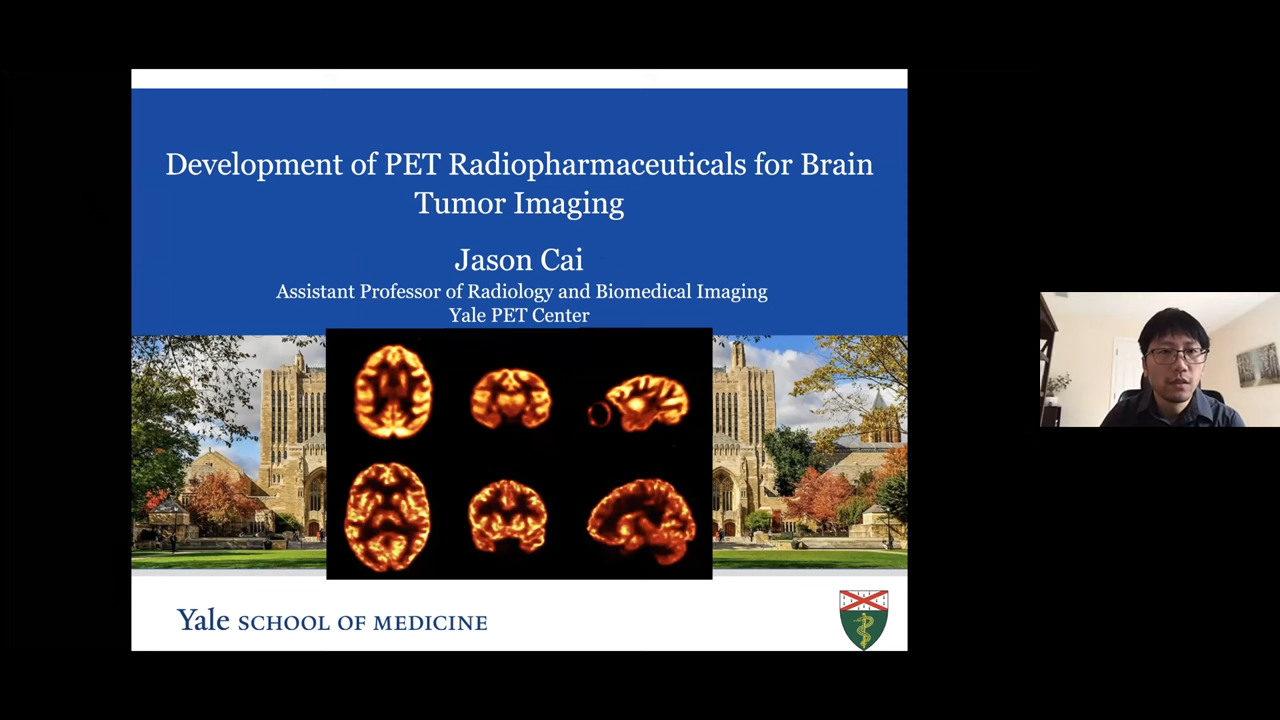 Development of PET Radiopharmaceuticals for Brain
Tumor Imaging
Jason Cai
Assistant Professor of Radiology and Biomedical Imaging
Yale PET Center
Yale SCHOOL OF MEDICINE